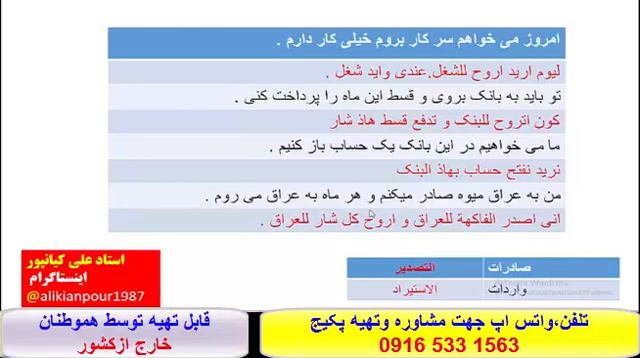 امروز می خواهم سر کار بروم خیلی کار دارم .
لیوم ارید اروح للشغل.عندی واید شغل .
تو باید به بانک بروی و قسط این ماه را پرداخت کنی .
کون اتروح للبنک و تدفع قسط هاذ شار
ما می خواهیم در این بانک یک حساب باز کنیم .
نرید نفتح حساب بهاذ البنک
من به عراق میوه صادر میکنم و هر ماه به عراق می روم .
انی اصدر الفاکهة للعراق و اروح کل شار للعراق .
صادرات التصدیر
واردات الاستیراد
استاد علی کیانپور
اینستاگرام
@alikianpour1987
تلفن،واتس اپ جهت مشاوره وتهیه پکیج
0916 533 1563
قابل تهیه توسط هموطنان
خارج ازکشور